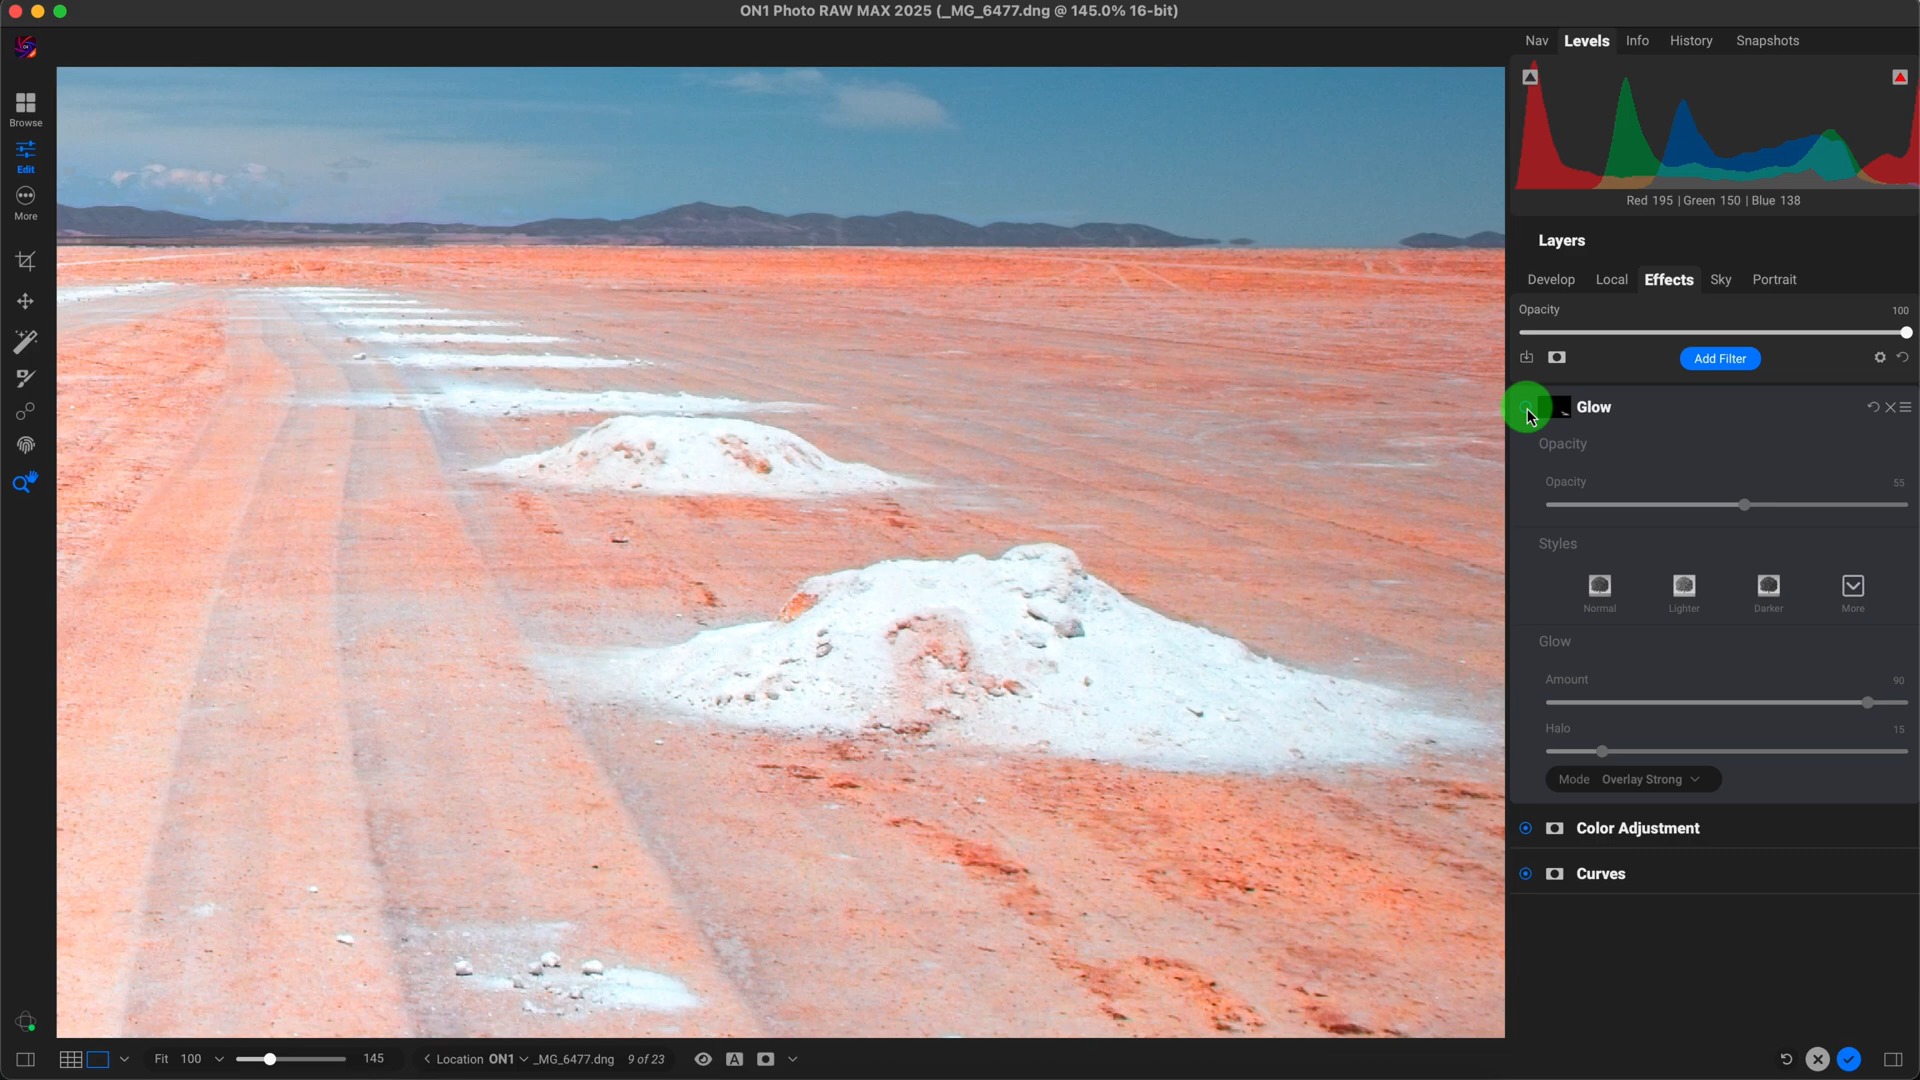 ON1 Photo RAW MAX 2025 (_MG_6477.dng @ 145.0% 16-bit)
Nav Levels Info History Snapshots
Browse
Edit
More
Red 195 | Green 150 | Blue 138
Layers
Develop Local Effects Sky Portrait
Opacity 100
Add Filter
Glow
Opacity
Opacity 55
Styles
Normal Lighter Darker More
Glow
Amount 90
Halo 15
Mode Overlay Strong
Color Adjustment
Curves
Fit 100 145 Location ON1 _MG_6477.dng 9 of 23 A